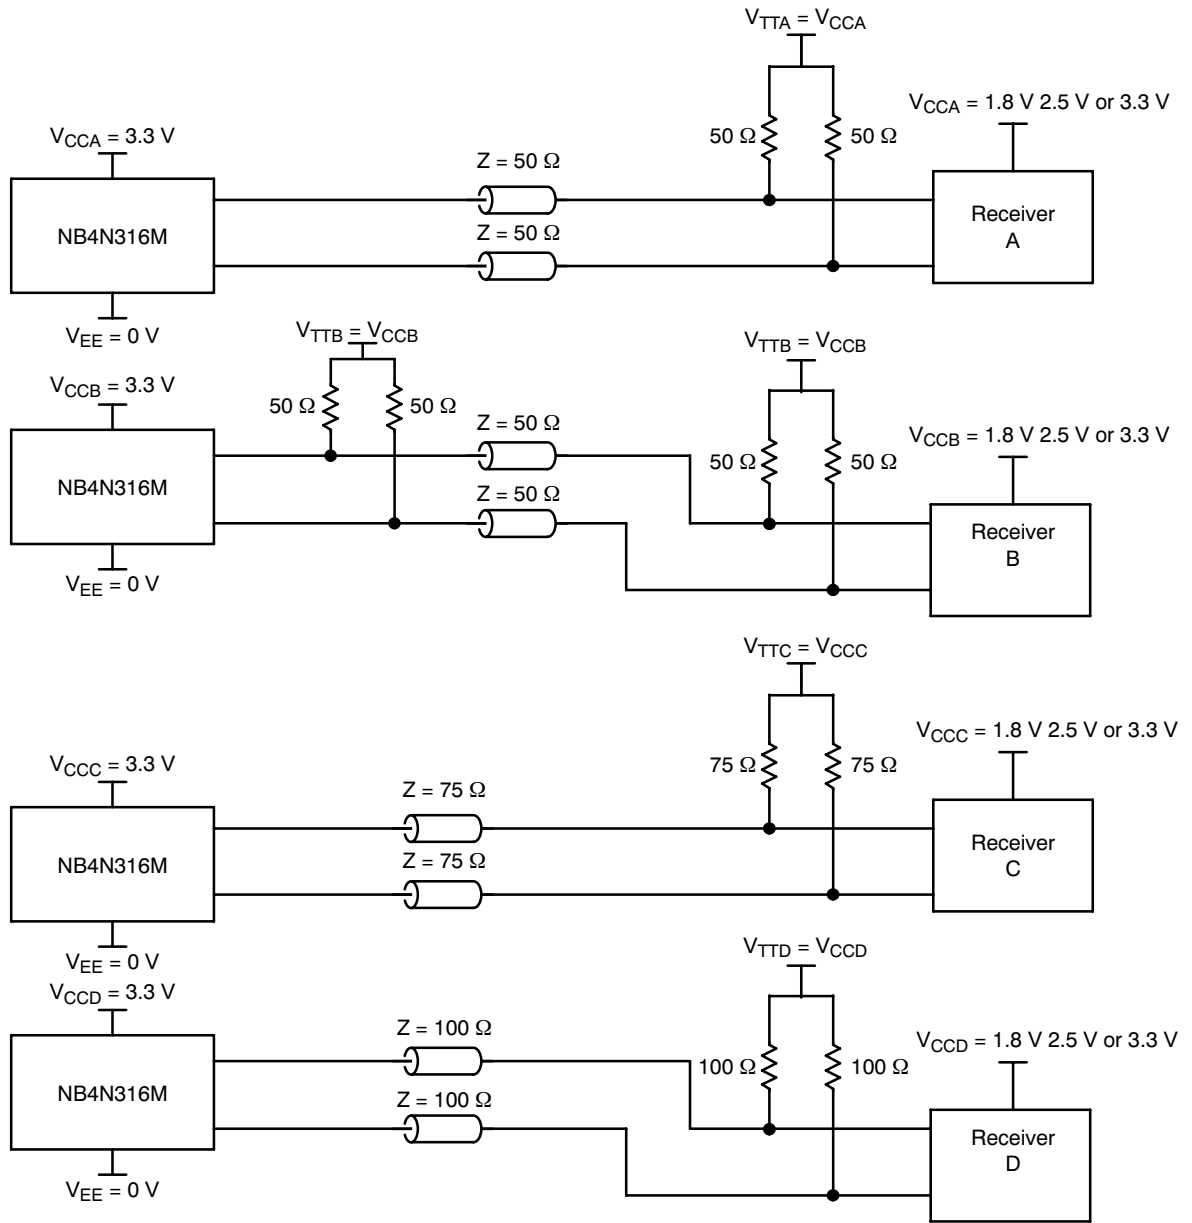 V_TTA = V_CCA
V_CCA = 1.8 V 2.5 V or 3.3 V
V_CCA = 3.3 V
50 Ω
50 Ω
Z = 50 Ω
NB4N316M
Z = 50 Ω
Receiver
A
V_EE = 0 V
V_TTB = V_CCB
V_TTB = V_CCB
V_CCB = 3.3 V
50 Ω
50 Ω
Z = 50 Ω
V_CCB = 1.8 V 2.5 V or 3.3 V
50 Ω
50 Ω
NB4N316M
Z = 50 Ω
Receiver
B
V_EE = 0 V
V_TTC = V_CCC
V_CCC = 1.8 V 2.5 V or 3.3 V
V_CCC = 3.3 V
75 Ω
75 Ω
Z = 75 Ω
NB4N316M
Z = 75 Ω
Receiver
C
V_EE = 0 V
V_TTD = V_CCD
V_CCD = 3.3 V
Z = 100 Ω
V_CCD = 1.8 V 2.5 V or 3.3 V
100 Ω
100 Ω
NB4N316M
Z = 100 Ω
Receiver
D
V_EE = 0 V